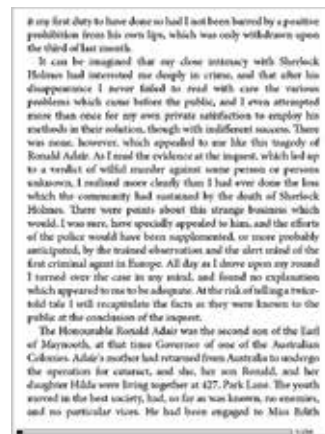 it my first duty to have done so had I not been barred by a positive
prohibition from his own lips, which was only withdrawn upon
the third of last month.
It can be imagined that my close intimacy with Sherlock
Holmes had interested me deeply in crime, and that after his
disappearance I never failed to read with care the various
problems which came before the public, and I even attempted
more than once for my own private satisfaction to employ his
methods in their solution, though with indifferent success. There
was none, however, which appealed to me like this tragedy of
Ronald Adair. As I read the evidence at the inquest, which led up
to a verdict of wilful murder against some person or persons
unknown, I realised more clearly than I had ever done the loss
which the community had sustained by the death of Sherlock
Holmes. There were points about this strange business which
would, I was sure, have specially appealed to him, and the efforts
of the police would have been supplemented, or more probably
anticipated, by the trained observation and the alert mind of the
first criminal agent in Europe. All day as I drove upon my round
I turned over the case in my mind, and found no explanation
which appeared to me to be adequate. At the risk of telling a twice-
told tale I will recapitulate the facts as they were known to the
public at the conclusion of the inquest.
The Honourable Ronald Adair was the second son of the Earl
of Maynooth, at that time Governor of one of the Australian
Colonies. Adair's mother had returned from Australia to undergo
the operation for cataract, and she, her son Ronald, and her
daughter Hilda were living together at 427, Park Lane. The youth
moved in the best society, had, so far as was known, no enemies,
and no particular vices. He had been engaged to Miss Edith